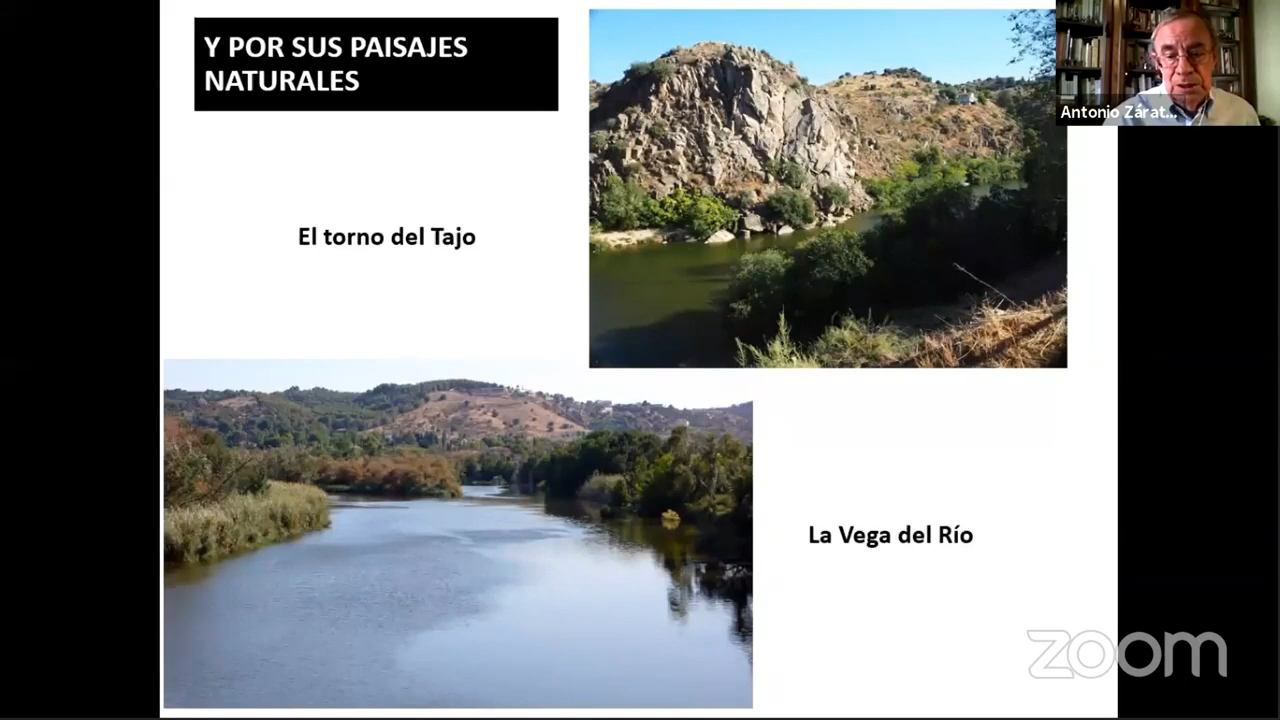 Y POR SUS PAISAJES
NATURALES
Antonio Zárat...
El torno del Tajo
La Vega del Río
zoom